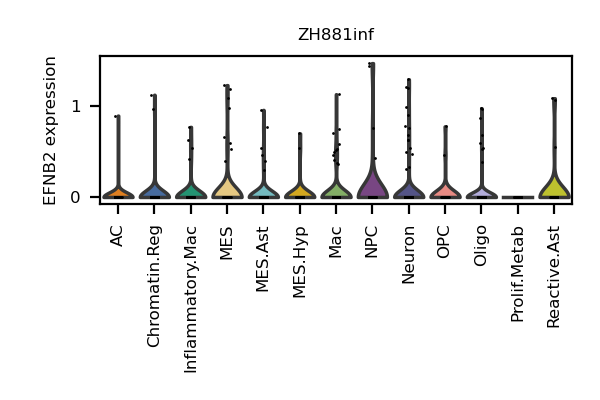 ZH881inf
EFNB2 expression
1
0
AC
Chromatin.Reg
Inflammatory.Mac
MES
MES.Ast
MES.Hyp
Mac
NPC
Neuron
OPC
Oligo
Prolif.Metab
Reactive.Ast